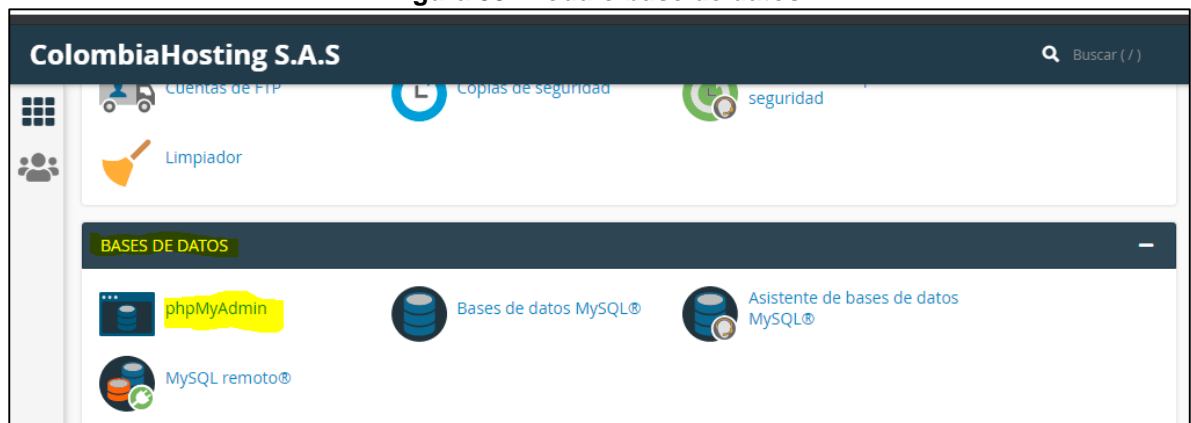 ColombiaHosting S.A.S
Buscar ( / )
Cuentas de FTP
Copias de seguridad
seguridad
Limpiador
BASES DE DATOS
phpMyAdmin
Bases de datos MySQL®
Asistente de bases de datos
MySQL®
MySQL remoto®